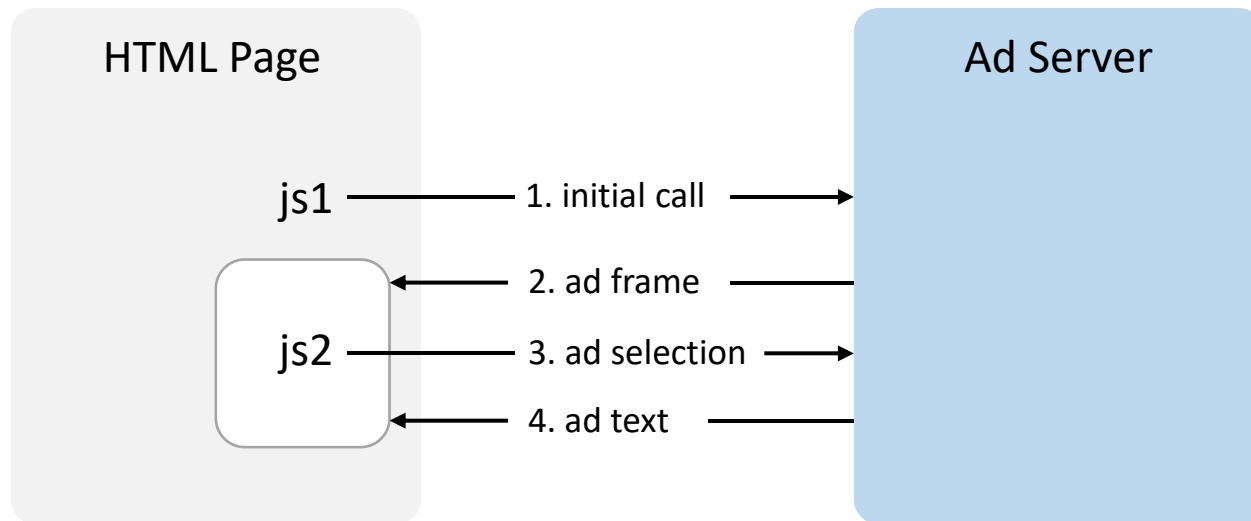 HTML Page
Ad Server
js1
1. initial call
2. ad frame
js2
3. ad selection
4. ad text